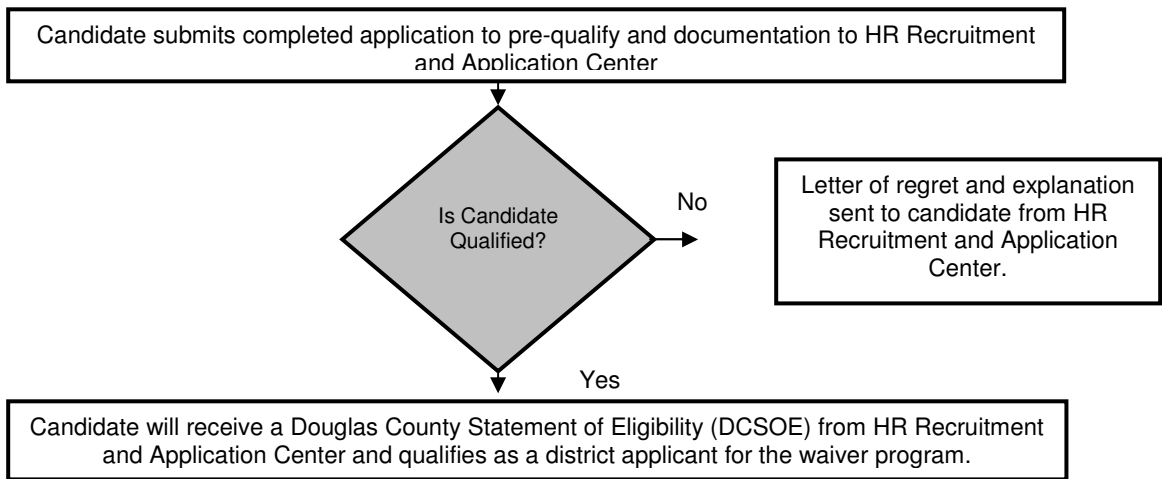 Candidate submits completed application to pre-qualify and documentation to HR Recruitment
and Application Center
Is Candidate
Qualified?
No
Letter of regret and explanation
sent to candidate from HR
Recruitment and Application
Center.
Yes
Candidate will receive a Douglas County Statement of Eligibility (DCSOE) from HR Recruitment
and Application Center and qualifies as a district applicant for the waiver program.